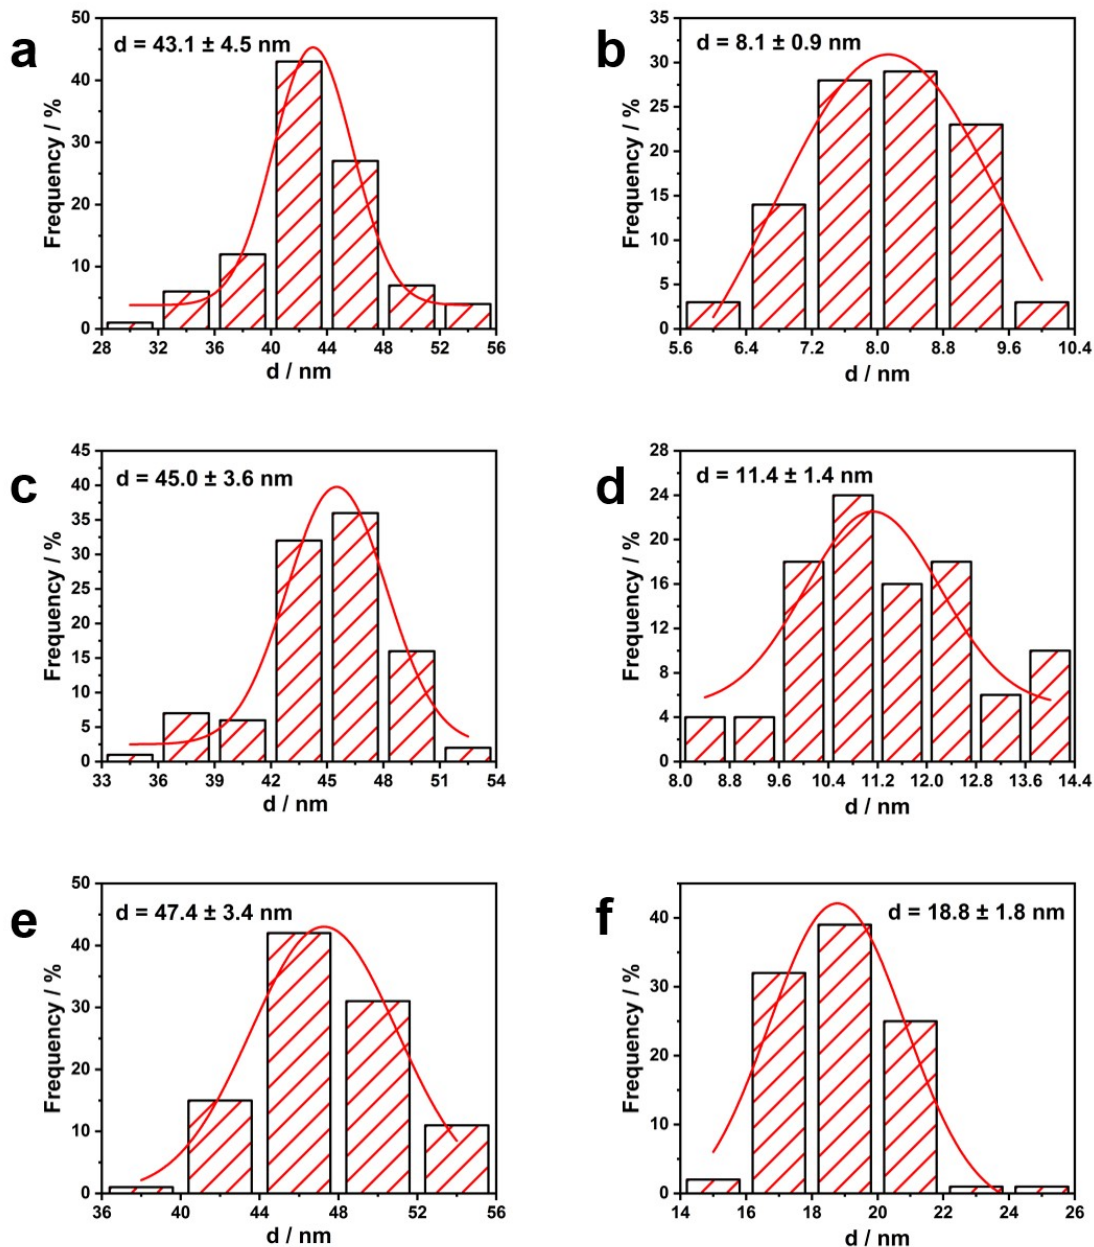 a
d = 43.1 ± 4.5 nm
50
40
30
20
10
0
Frequency / %
28 32 36 40 44 48 52 56
d / nm
b
d = 8.1 ± 0.9 nm
35
30
25
20
15
10
5
0
Frequency / %
5.6 6.4 7.2 8.0 8.8 9.6 10.4
d / nm
c
d = 45.0 ± 3.6 nm
45
40
35
30
25
20
15
10
5
0
Frequency / %
33 36 39 42 45 48 51 54
d / nm
d
d = 11.4 ± 1.4 nm
28
24
20
16
12
8
4
0
Frequency / %
8.0 8.8 9.6 10.4 11.2 12.0 12.8 13.6 14.4
d / nm
e
d = 47.4 ± 3.4 nm
50
40
30
20
10
0
Frequency / %
36 40 44 48 52 56
d / nm
f
d = 18.8 ± 1.8 nm
40
30
20
10
0
Frequency / %
14 16 18 20 22 24 26
d / nm